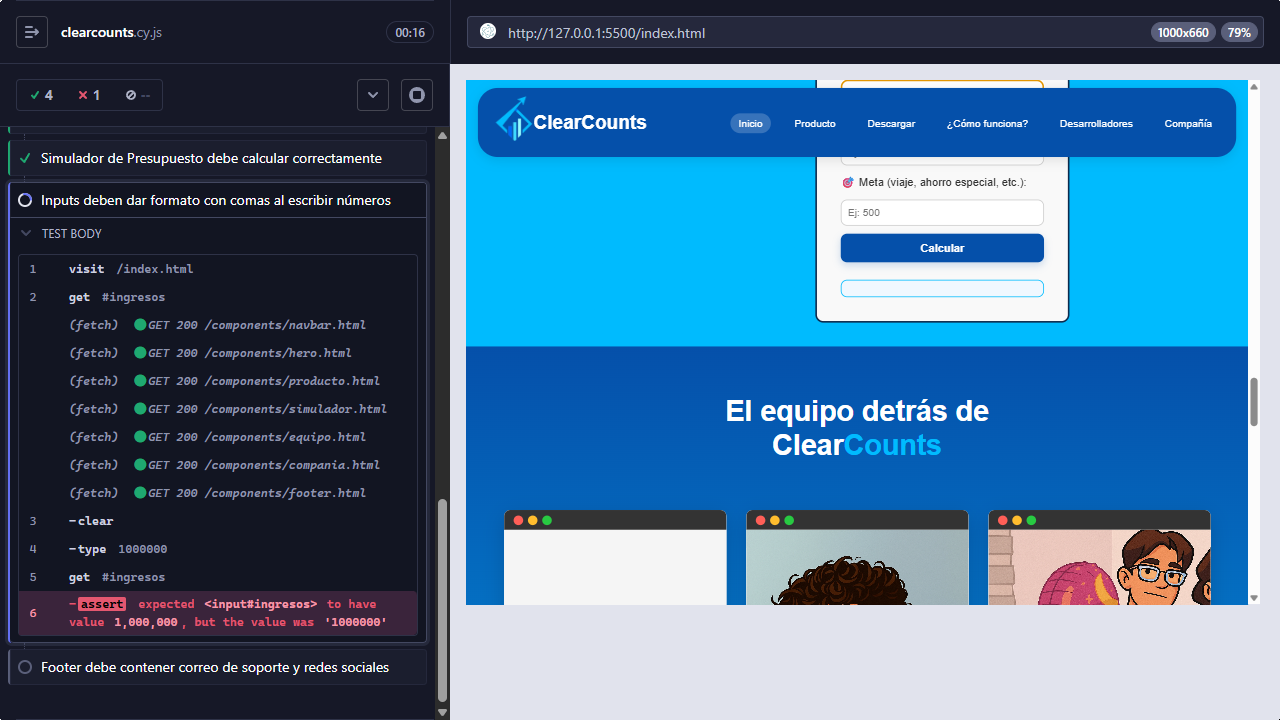 clearcounts.cy.js
00:16
4
1
--
Simulador de Presupuesto debe calcular correctamente
Inputs deben dar formato con comas al escribir números
TEST BODY
1 visit /index.html
2 get #ingresos
(fetch) GET 200 /components/navbar.html
(fetch) GET 200 /components/hero.html
(fetch) GET 200 /components/producto.html
(fetch) GET 200 /components/simulador.html
(fetch) GET 200 /components/equipo.html
(fetch) GET 200 /components/compania.html
(fetch) GET 200 /components/footer.html
3 -clear
4 -type 1000000
5 get #ingresos
6 -assert expected <input#ingresos> to have
value 1,000,000, but the value was '1000000'
Footer debe contener correo de soporte y redes sociales
http://127.0.0.1:5500/index.html
1000x660
79%
ClearCounts
Inicio
Producto
Descargar
¿Cómo funciona?
Desarrolladores
Compañía
Meta (viaje, ahorro especial, etc.):
Ej: 500
Calcular
El equipo detrás de
ClearCounts